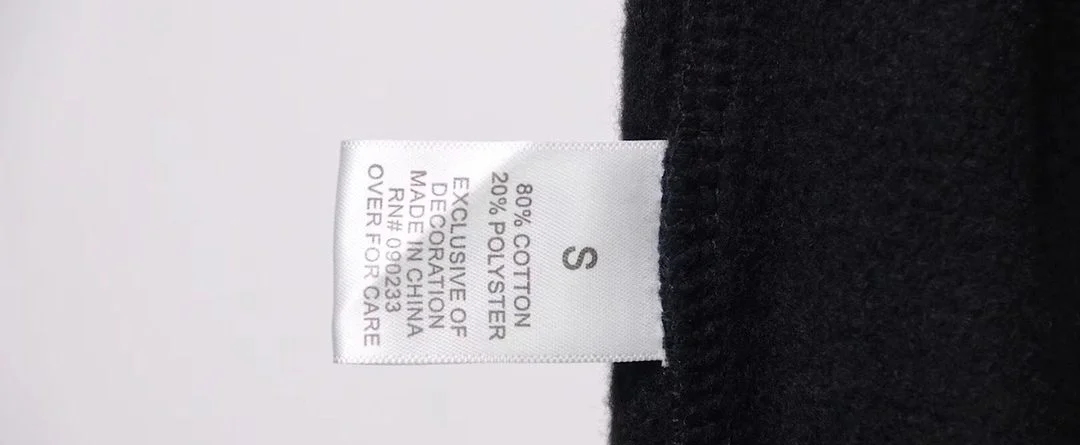 S
80% COTTON
20% POLYSTER
EXCLUSIVE OF
DECORATION
MADE IN CHINA
RN# 090233
OVER FOR CARE